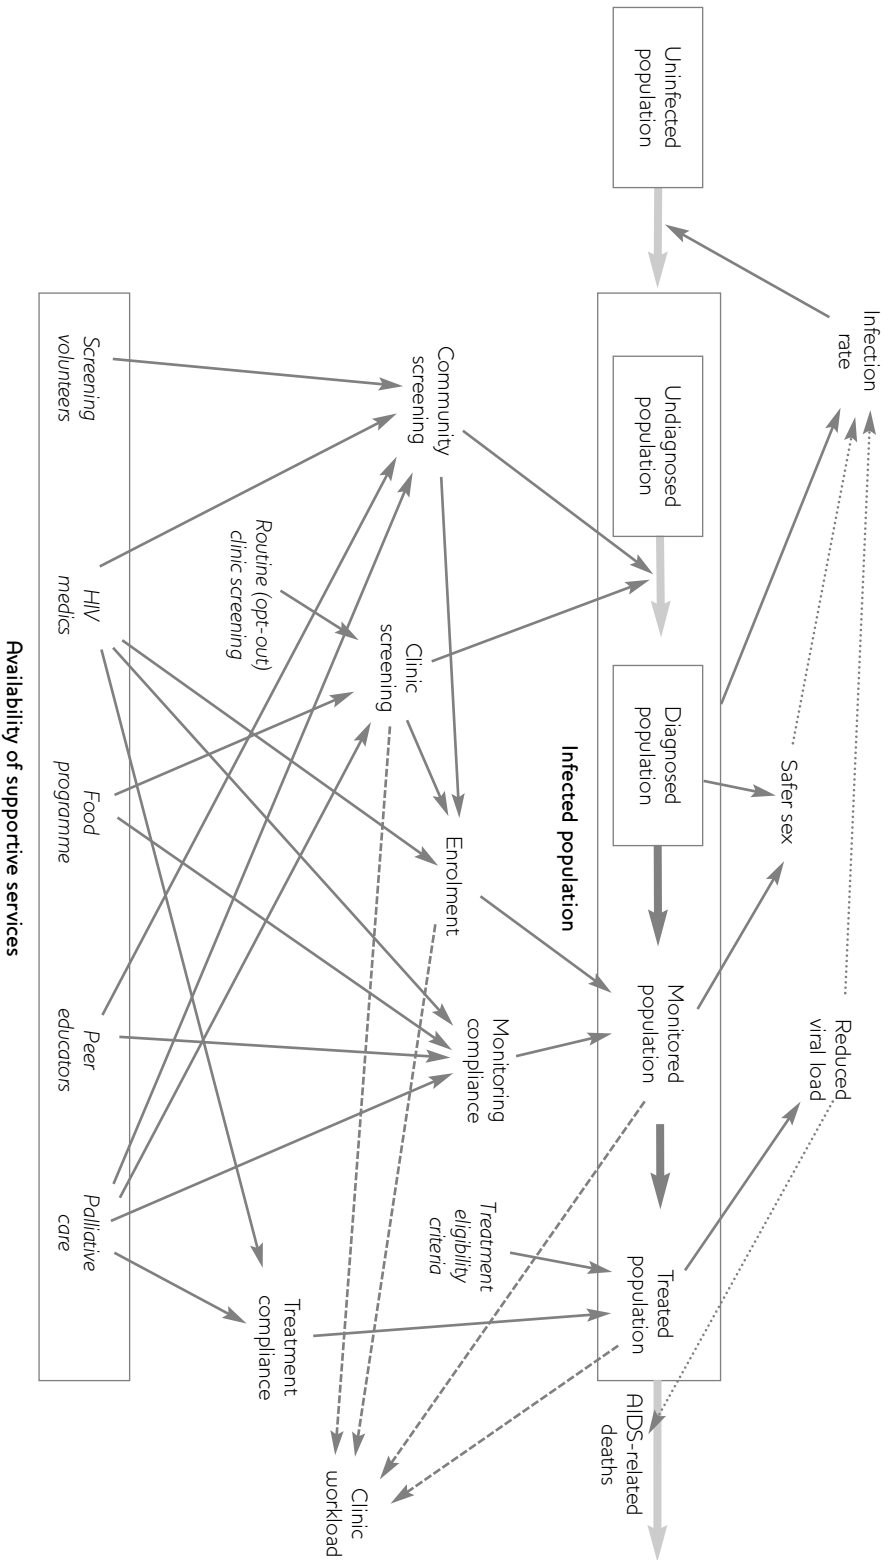 Infection
rate
Safer sex
Reduced
viral load
Uninfected
population
Undiagnosed
population
Diagnosed
population
Monitored
population
Treated
population
AIDS-related
deaths
Infected population
Community
screening
Clinic
screening
Enrolment
Monitoring
compliance
Treatment
eligibility
criteria
Routine (opt-out)
clinic screening
Treatment
compliance
Clinic
workload
Screening
volunteers
HIV
medics
Food
programme
Peer
educators
Palliative
care
Availability of supportive services